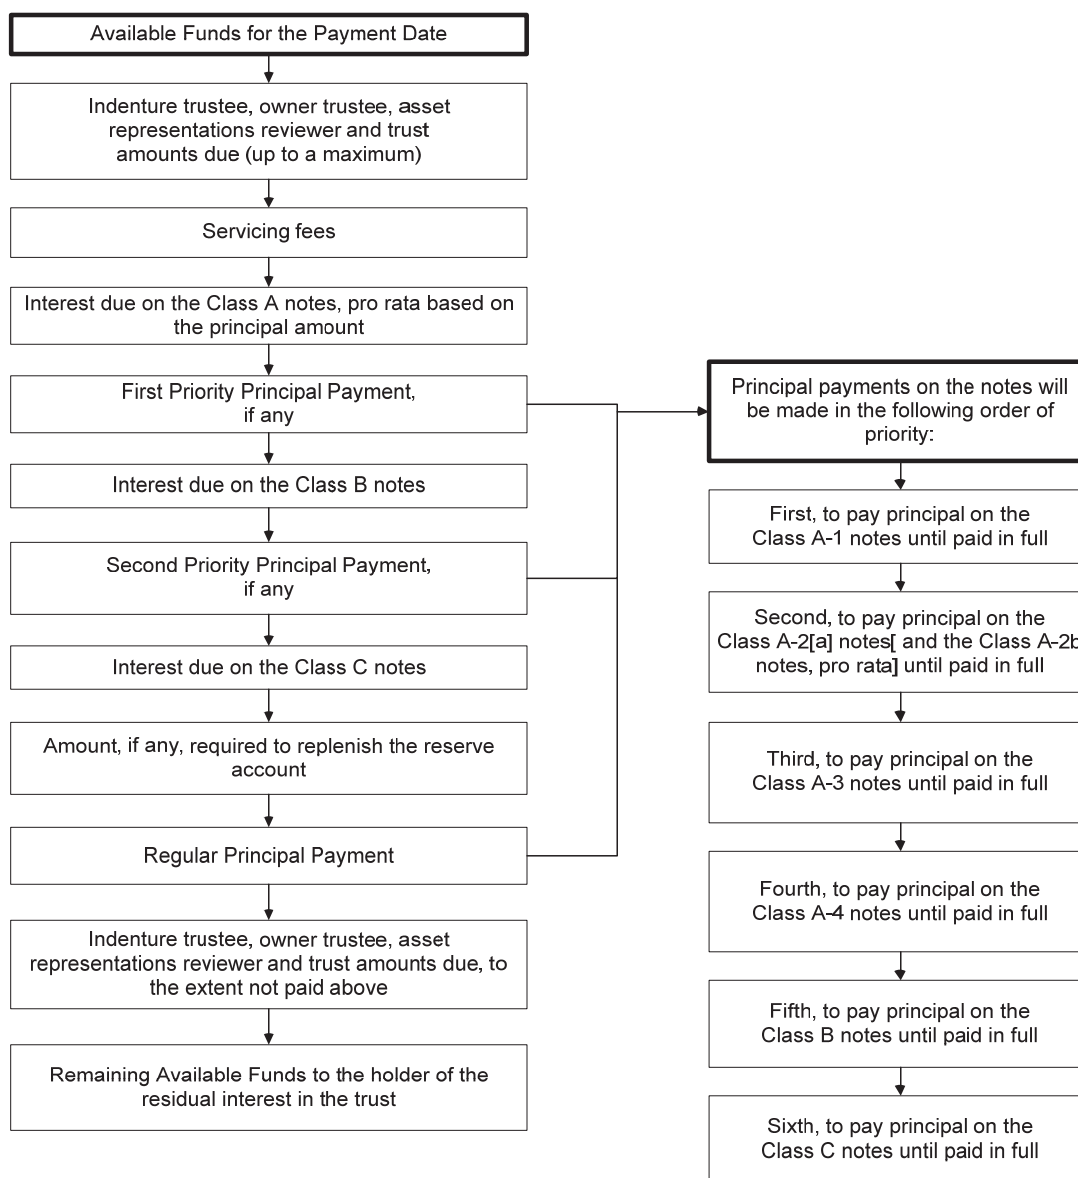 Available Funds for the Payment Date
Indenture trustee, owner trustee, asset
representations reviewer and trust
amounts due (up to a maximum)
Servicing fees
Interest due on the Class A notes, pro rata based on
the principal amount
First Priority Principal Payment,
if any
Interest due on the Class B notes
Second Priority Principal Payment,
if any
Interest due on the Class C notes
Amount, if any, required to replenish the reserve
account
Regular Principal Payment
Indenture trustee, owner trustee, asset
representations reviewer and trust amounts due, to
the extent not paid above
Remaining Available Funds to the holder of the
residual interest in the trust
Principal payments on the notes will
be made in the following order of
priority:
First, to pay principal on the
Class A-1 notes until paid in full
Second, to pay principal on the
Class A-2[a] notes[ and the Class A-2b
notes, pro rata] until paid in full
Third, to pay principal on the
Class A-3 notes until paid in full
Fourth, to pay principal on the
Class A-4 notes until paid in full
Fifth, to pay principal on the
Class B notes until paid in full
Sixth, to pay principal on the
Class C notes until paid in full